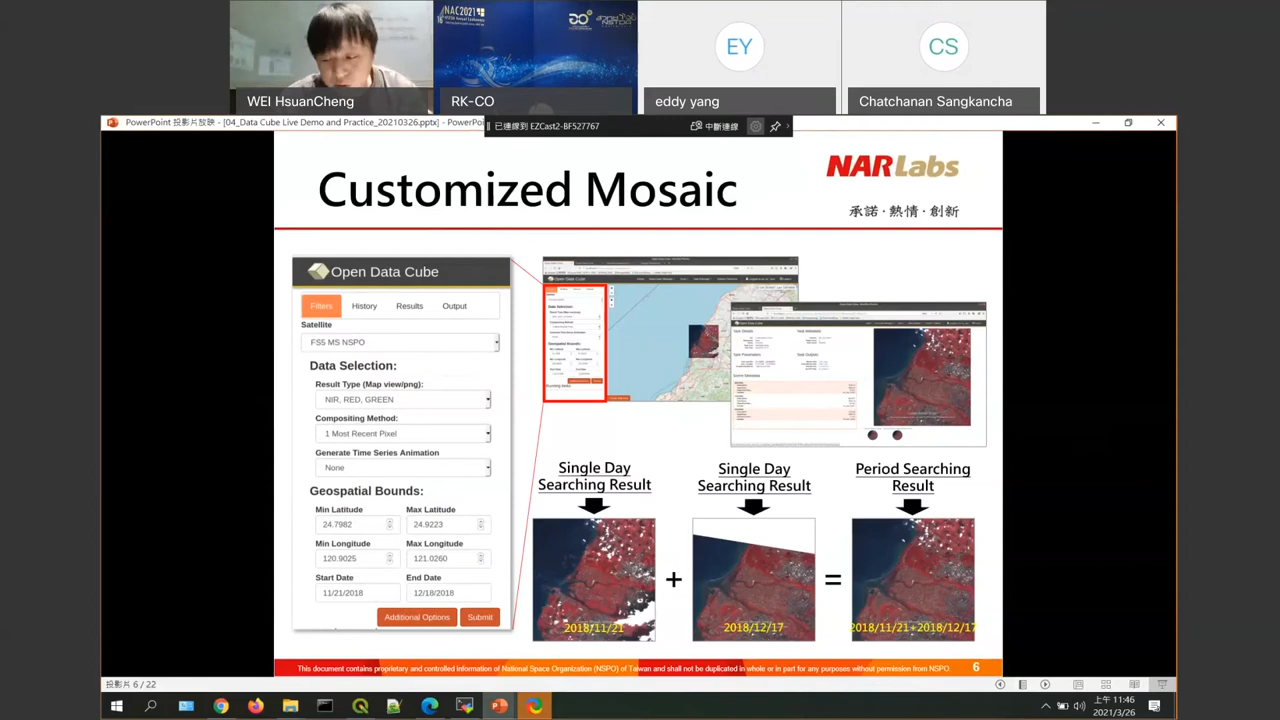 NAC2021
WEI HsuanCheng
RK-CO
EY
eddy yang
CS
Chatchanan Sangkancha
PowerPoint 投影片放映 - [04_Data Cube Live Demo and Practice_20210326.pptx] - PowerPo
已連線到 EZCast2-BF527767
中斷連線
Customized Mosaic
NARLabs
承諾·熱情·創新
Open Data Cube
Filters
History
Results
Output
Satellite
FS5 MS NSPO
Data Selection:
Result Type (Map view/png):
NIR, RED, GREEN
Compositing Method:
1 Most Recent Pixel
Generate Time Series Animation
None
Geospatial Bounds:
Min Latitude
Max Latitude
24.7982
24.9223
Min Longitude
Max Longitude
120.9025
121.0260
Start Date
End Date
11/21/2018
12/18/2018
Additional Options
Submit
Single Day
Searching Result
Single Day
Searching Result
Period Searching
Result
+
=
2018/11/21
2018/12/17
2018/11/21+2018/12/17
This document contains proprietary and controlled information of National Space Organization (NSPO) of Taiwan and shall not be duplicated in whole or in part for any purposes without permission from NSPO.
6
投影片 6 / 22
上午 11:46
2021/3/26